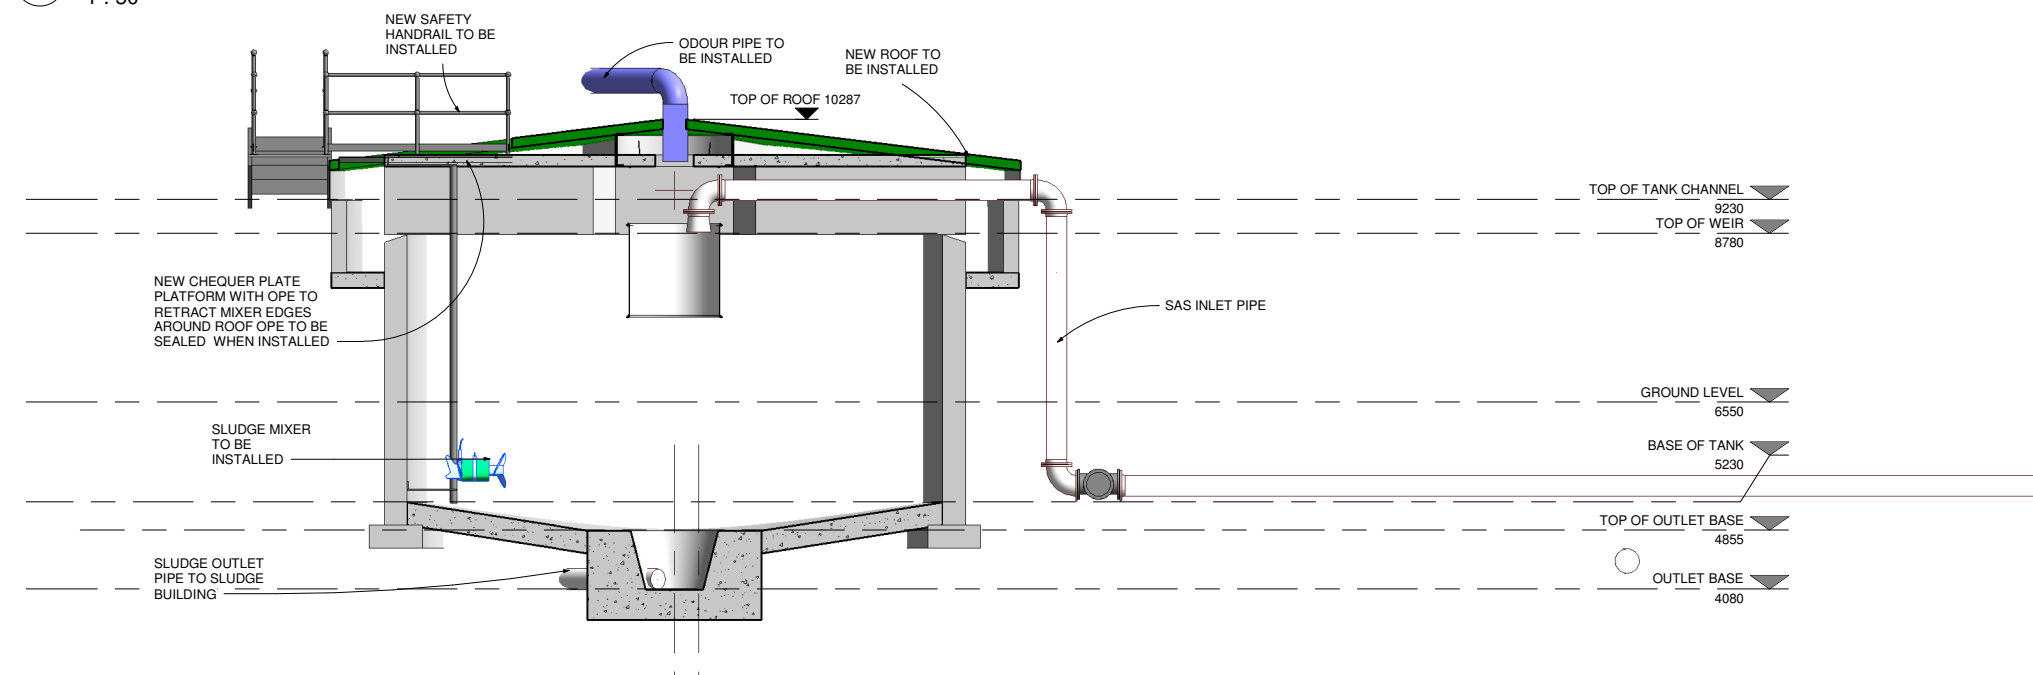 NEW SAFETY
HANDRAIL TO BE
INSTALLED
ODOUR PIPE TO
BE INSTALLED
NEW ROOF TO
BE INSTALLED
TOP OF ROOF 10287
TOP OF TANK CHANNEL
9230
TOP OF WEIR
8780
NEW CHEQUER PLATE
PLATFORM WITH OPE TO
RETRACT MIXER EDGES
AROUND ROOF OPE TO BE
SEALED WHEN INSTALLED
SAS INLET PIPE
GROUND LEVEL
6550
SLUDGE MIXER
TO BE
INSTALLED
BASE OF TANK
5230
TOP OF OUTLET BASE
4855
SLUDGE OUTLET
PIPE TO SLUDGE
BUILDING
OUTLET BASE
4080